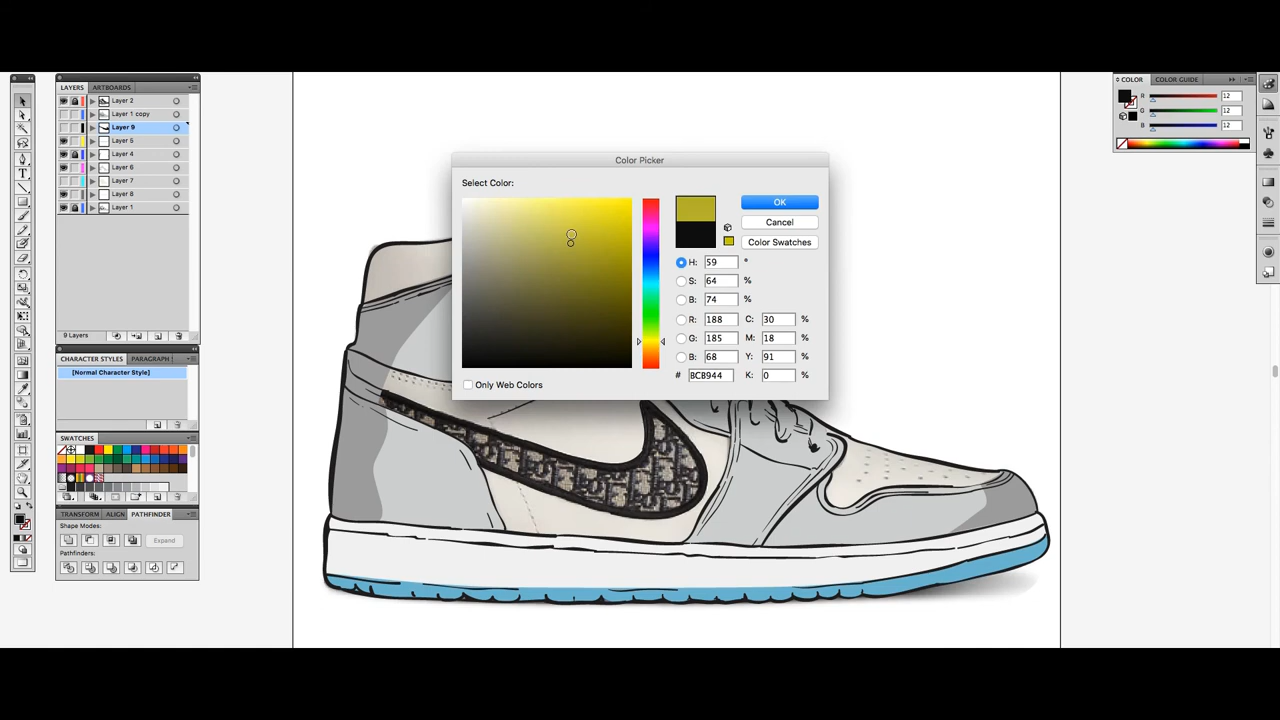 LAYERS ARTBOARDS
Layer 2
Layer 1 copy
Layer 9
Layer 5
Layer 4
Layer 6
Layer 7
Layer 8
Layer 1
9 Layers
CHARACTER STYLES PARAGRAPH
[Normal Character Style]
SWATCHES
TRANSFORM ALIGN PATHFINDER
Shape Modes:
Expand
Pathfinders:
T
Color Picker
Select Color:
OK
Cancel
Color Swatches
H: 59 °
S: 64 %
B: 74 %
R: 188 C: 30 %
G: 185 M: 18 %
B: 68 Y: 91 %
# BCB944 K: 0 %
Only Web Colors
COLOR COLOR GUIDE
R 12
G 12
B 12